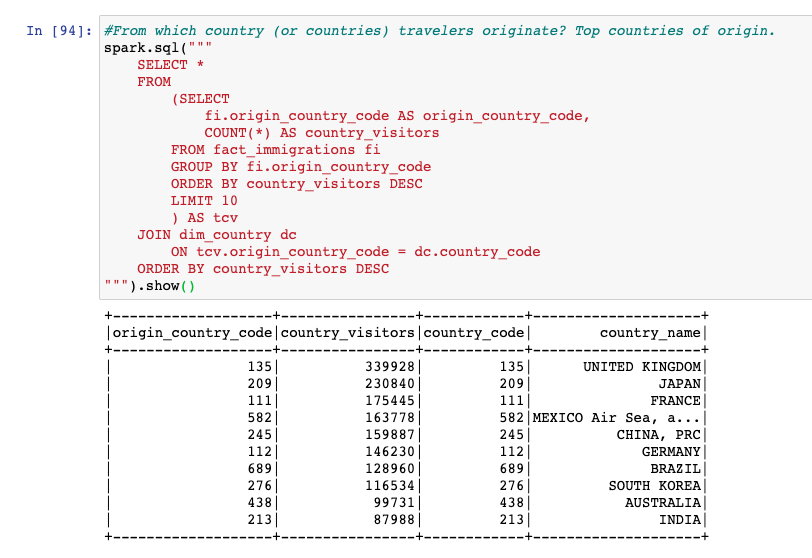 In [94]: #From which country (or countries) travelers originate? Top countries of origin.
spark.sql("""
    SELECT *
    FROM
        (SELECT
            fi.origin_country_code AS origin_country_code,
            COUNT(*) AS country_visitors
        FROM fact_immigrations fi
        GROUP BY fi.origin_country_code
        ORDER BY country_visitors DESC
        LIMIT 10
        ) AS tcv
    JOIN dim_country dc
        ON tcv.origin_country_code = dc.country_code
    ORDER BY country_visitors DESC
""").show()
+-------------------+----------------+------------+--------------------+
|origin_country_code|country_visitors|country_code|        country_name|
+-------------------+----------------+------------+--------------------+
|                135|          339928|         135|      UNITED KINGDOM|
|                209|          230840|         209|               JAPAN|
|                111|          175445|         111|              FRANCE|
|                582|          163778|         582|MEXICO Air Sea, a...|
|                245|          159887|         245|          CHINA, PRC|
|                112|          146230|         112|             GERMANY|
|                689|          128960|         689|              BRAZIL|
|                276|          116534|         276|         SOUTH KOREA|
|                438|           99731|         438|           AUSTRALIA|
|                213|           87988|         213|               INDIA|
+-------------------+----------------+------------+--------------------+